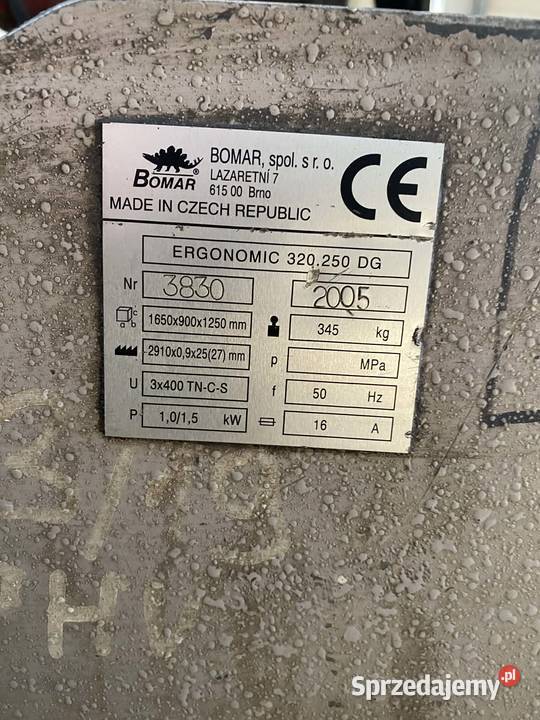 BOMAR®
BOMAR, spol. s r. o.
LAZARETNÍ 7
615 00 Brno
CE
MADE IN CZECH REPUBLIC
ERGONOMIC 320.250 DG
Nr 3830 2005
a b c 1650x900x1250 mm 345 kg
2910x0,9x25(27) mm p MPa
U 3x400 TN-C-S f 50 Hz
P 1,0/1,5 kW 16 A
/19
Sprzedajemy.pl